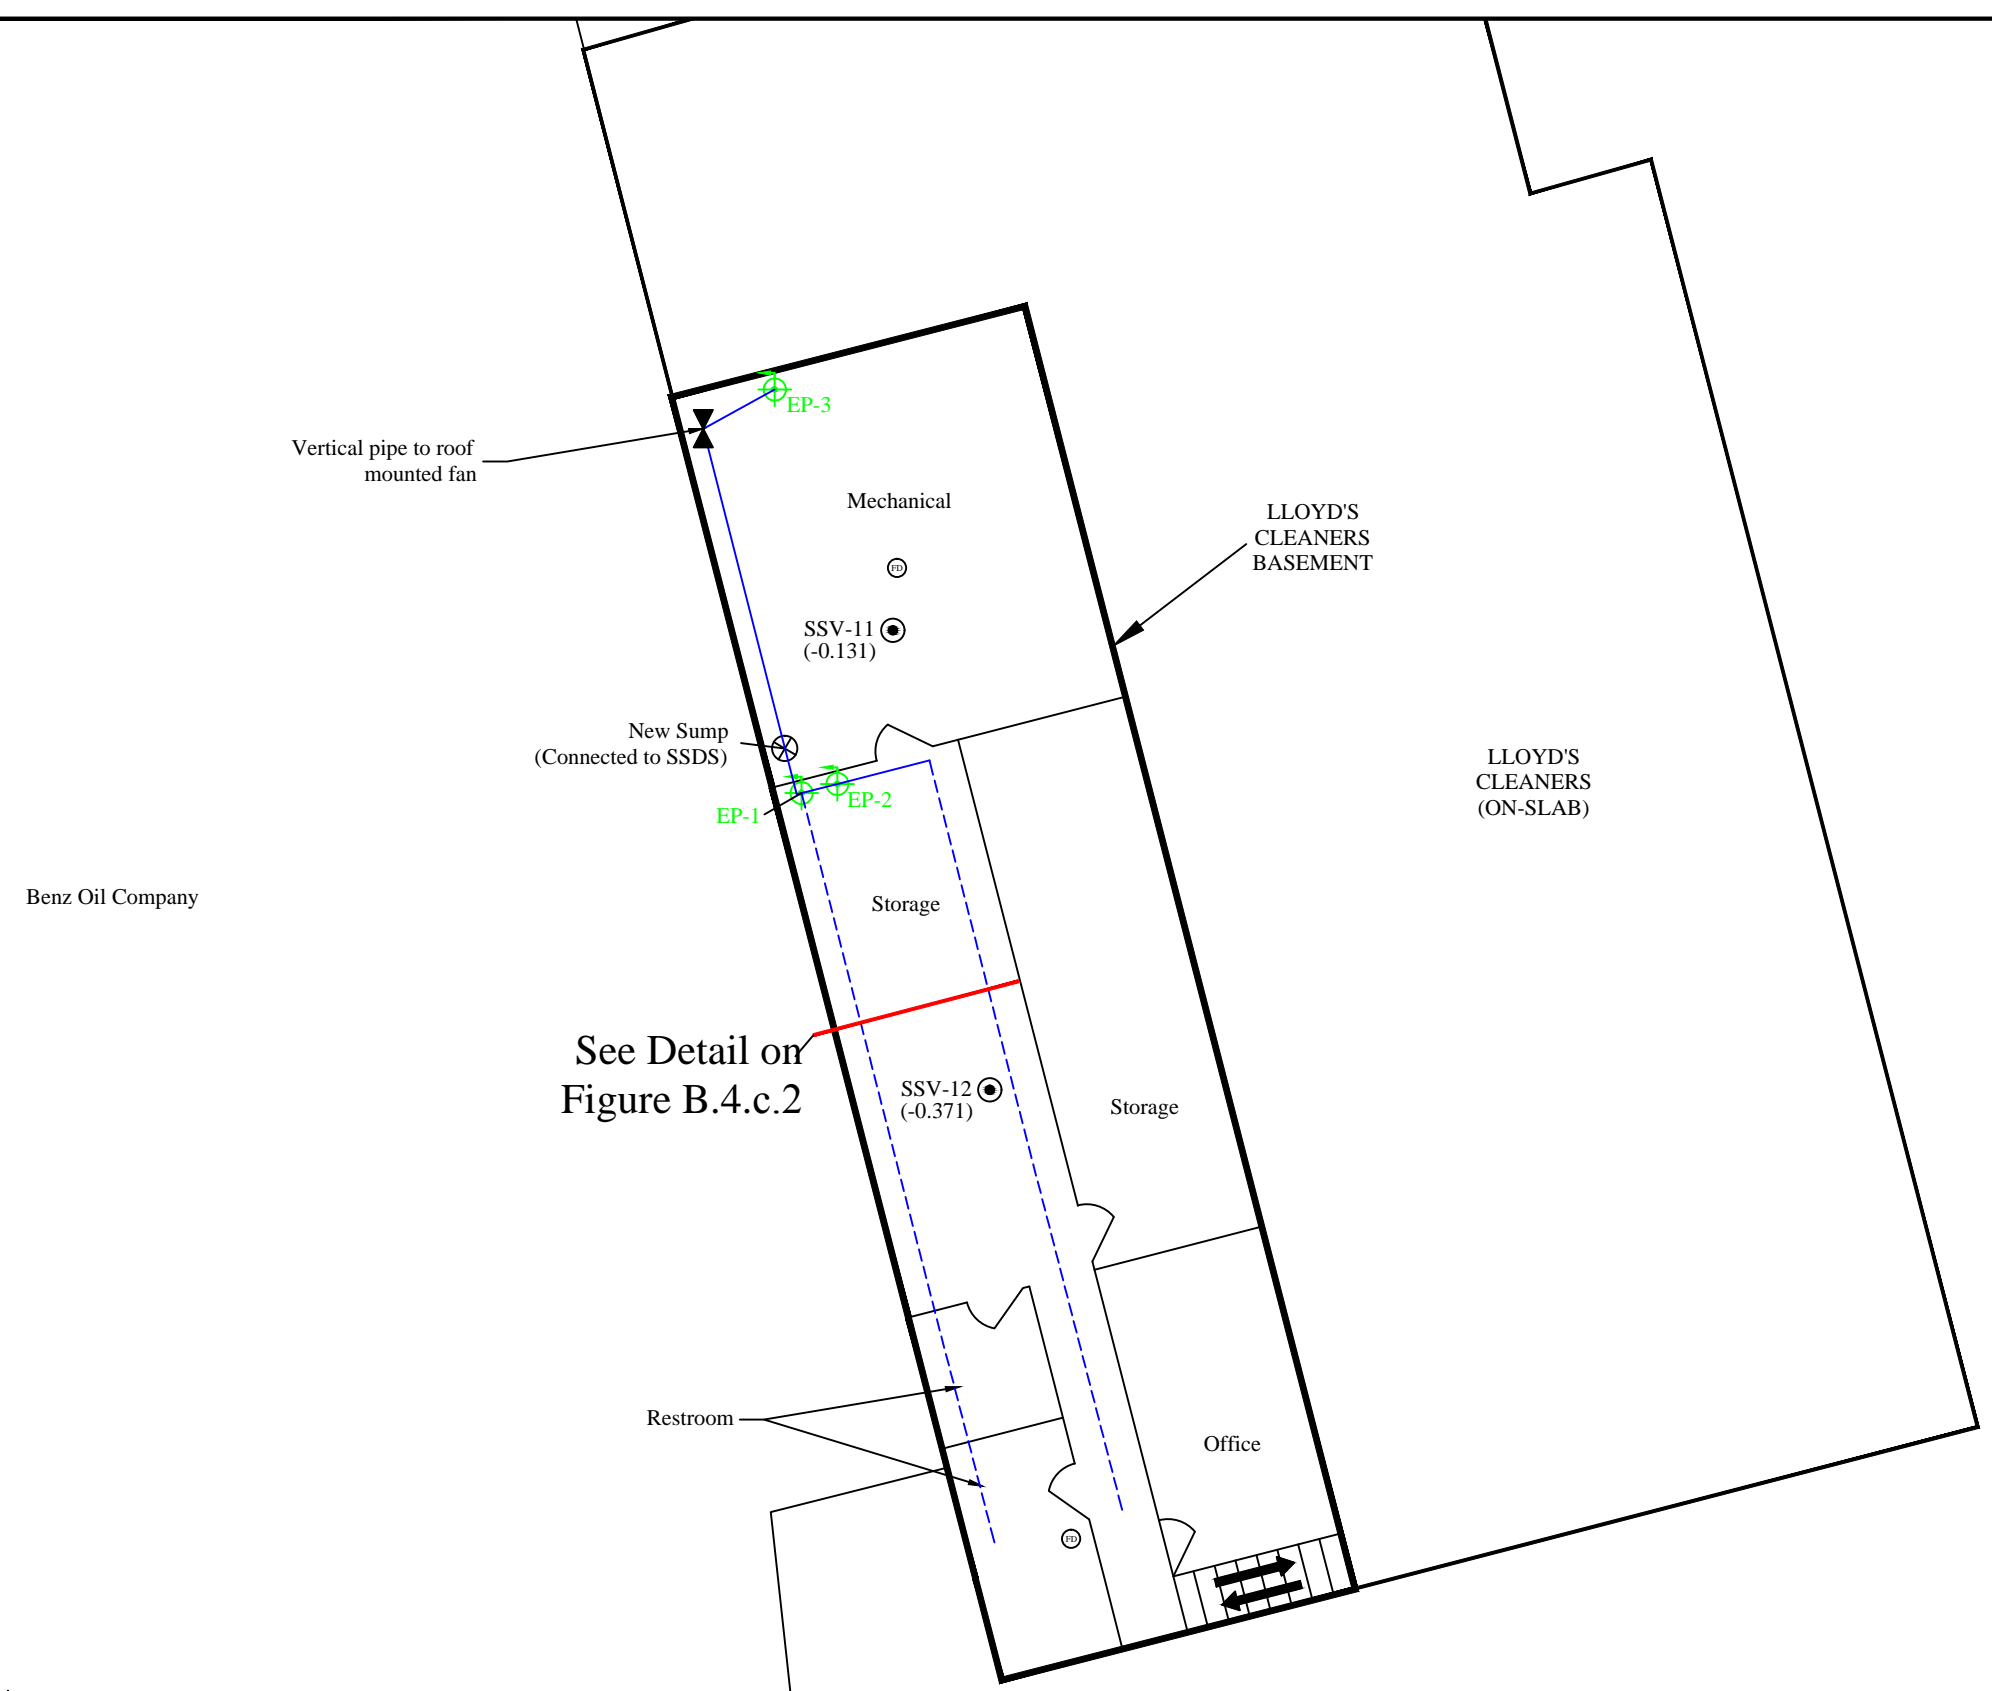 EP-3
Vertical pipe to roof
mounted fan
Mechanical
LLOYD'S
CLEANERS
BASEMENT
FD
SSV-11
(-0.131)
New Sump
(Connected to SSDS)
LLOYD'S
CLEANERS
(ON-SLAB)
EP-2
EP-1
Benz Oil Company
Storage
See Detail on
Figure B.4.c.2
SSV-12
(-0.371)
Storage
Restroom
Office
FD